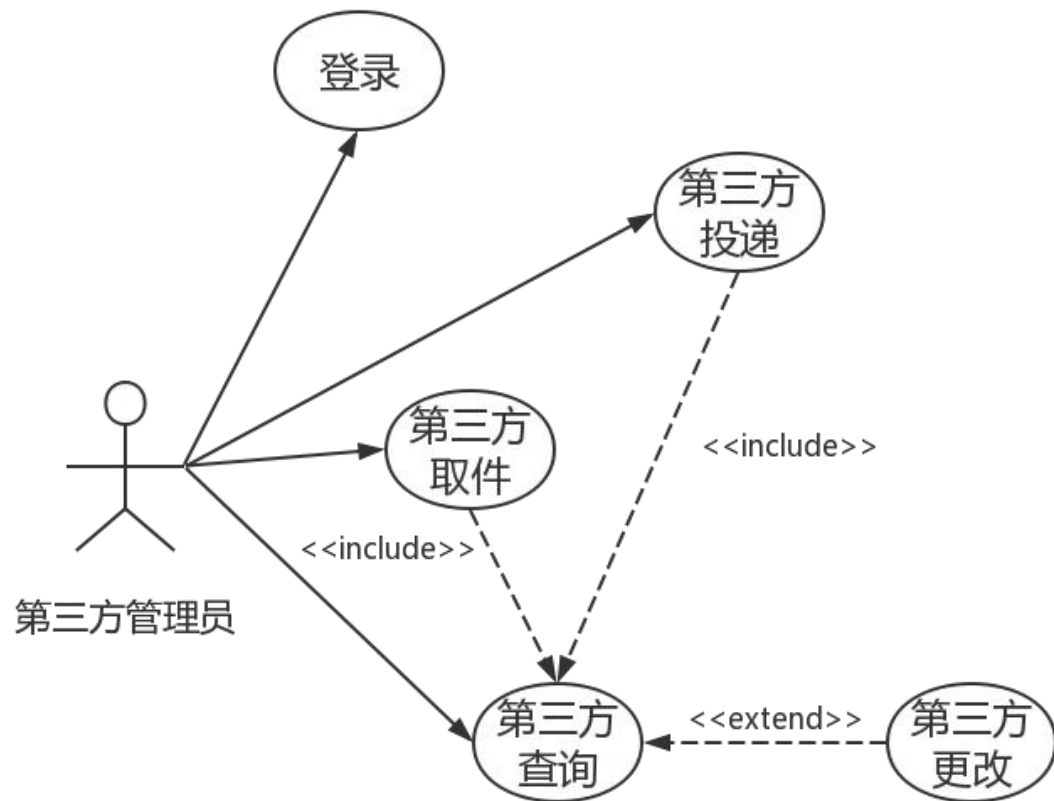 登录
第三方
投递
第三方
取件
<<include>>
<<include>>
第三方管理员
第三方
查询
<<extend>>
第三方
更改